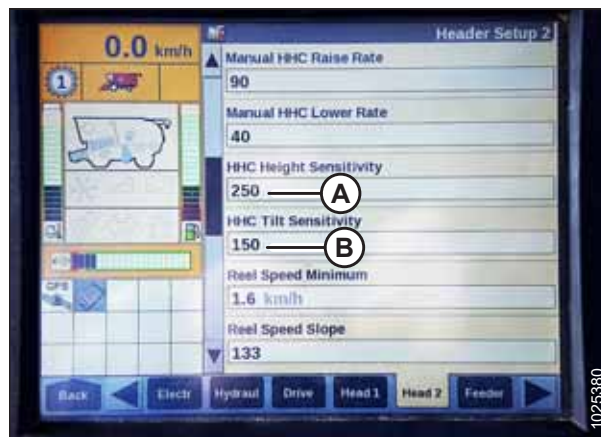 0.0 km/h
Header Setup 2
1
Manual HHC Raise Rate
90
Manual HHC Lower Rate
40
HHC Height Sensitivity
250
A
HHC Tilt Sensitivity
150
B
Reel Speed Minimum
1.6 km/h
Reel Speed Slope
133
GPS
Back
Electr
Hydraul
Drive
Head 1
Head 2
Feeder
1025380